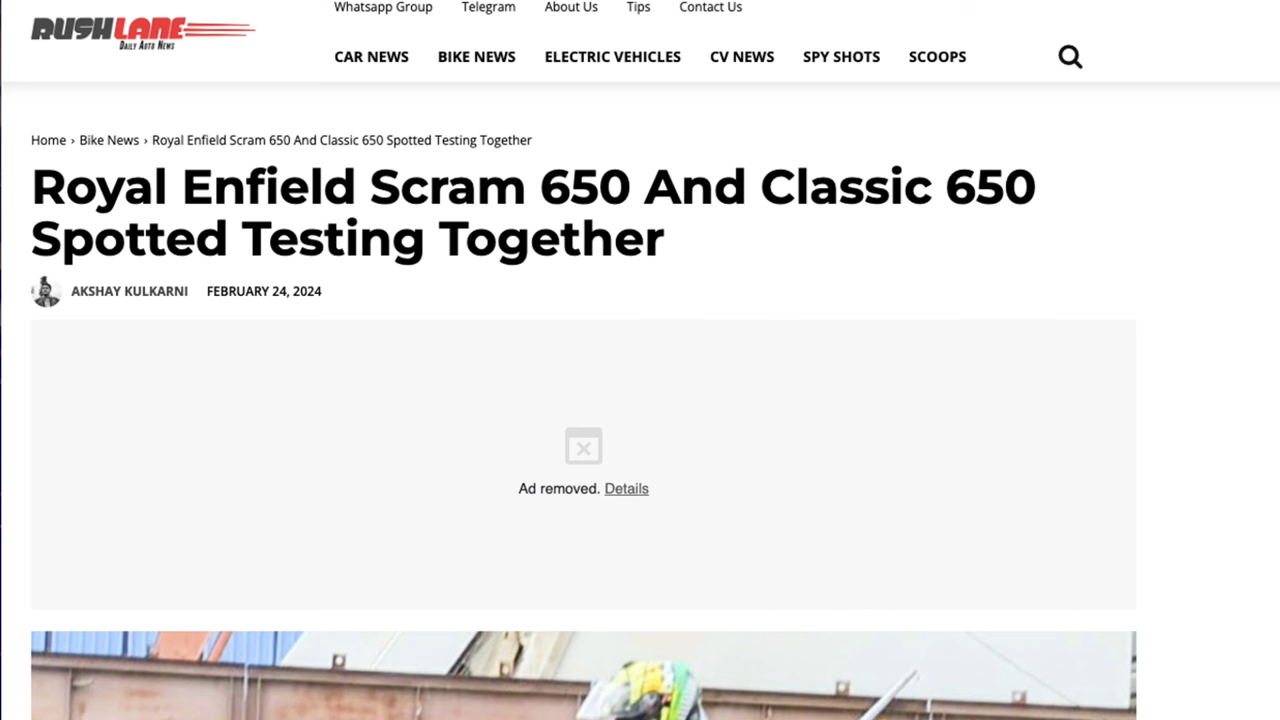 Whatsapp Group Telegram About Us Tips Contact Us
RUSHLANE
DAILY AUTO NEWS
CAR NEWS BIKE NEWS ELECTRIC VEHICLES CV NEWS SPY SHOTS SCOOPS
Home › Bike News › Royal Enfield Scram 650 And Classic 650 Spotted Testing Together
Royal Enfield Scram 650 And Classic 650
Spotted Testing Together
AKSHAY KULKARNI FEBRUARY 24, 2024
Ad removed. Details